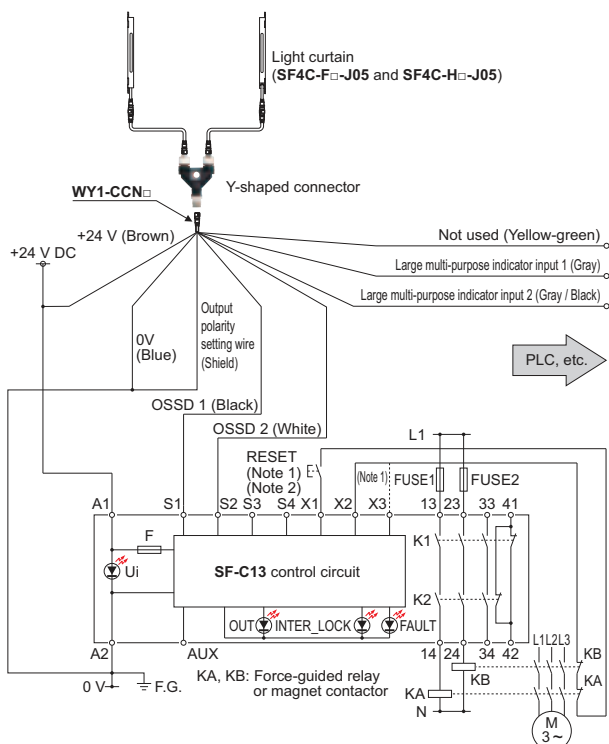 Light curtain
(SF4C-F□-J05 and SF4C-H□-J05)
WY1-CCN□
Y-shaped connector
+24 V (Brown)
+24 V DC
Not used (Yellow-green)
Large multi-purpose indicator input 1 (Gray)
Large multi-purpose indicator input 2 (Gray / Black)
0V
(Blue)
Output
polarity
setting wire
(Shield)
PLC, etc.
OSSD 1 (Black)
OSSD 2 (White)
L1
RESET
(Note 1)
(Note 2)
(Note 1)
FUSE1
FUSE2
A1
S1
S2
S3
S4
X1
X2
X3
13
23
33
41
F
Ui
SF-C13 control circuit
K1
K2
OUT
INTER_LOCK
FAULT
A2
AUX
14
24
34
42
L1
L2
L3
KB
KA
KB
KA
KA, KB: Force-guided relay
or magnet contactor
0 V
F.G.
N
M
3~